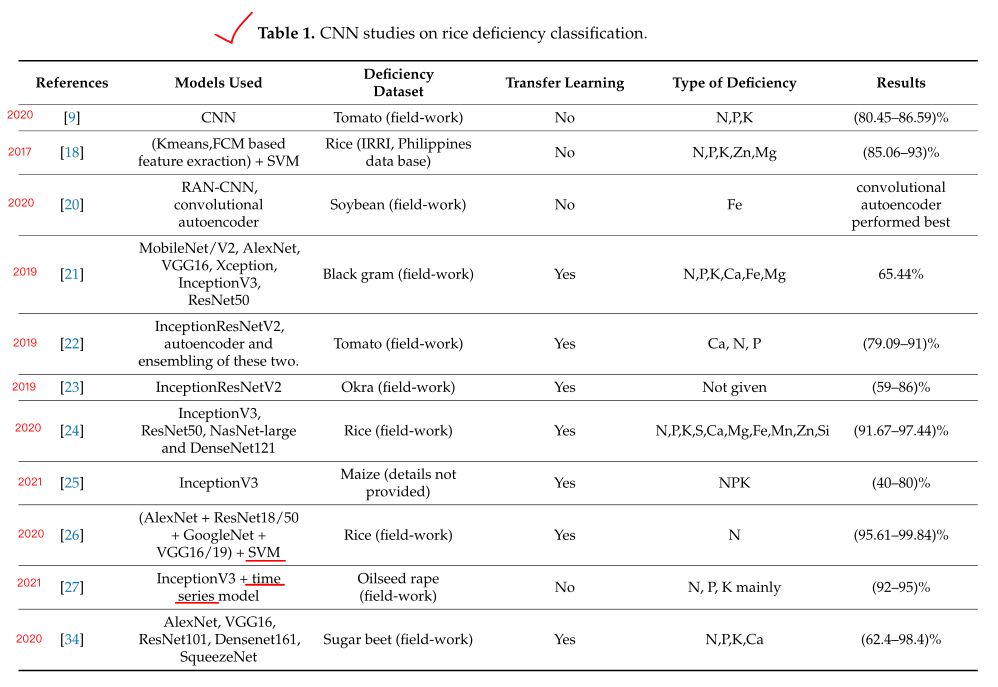 Table 1. CNN studies on rice deficiency classification.
References Models Used Deficiency Dataset Transfer Learning Type of Deficiency Results
2020 [9] CNN Tomato (field-work) No N,P,K (80.45–86.59)%
2017 [18] (Kmeans,FCM based feature exraction) + SVM Rice (IRRI, Philippines data base) No N,P,K,Zn,Mg (85.06–93)%
2020 [20] RAN-CNN, convolutional autoencoder Soybean (field-work) No Fe convolutional autoencoder performed best
2019 [21] MobileNet/V2, AlexNet, VGG16, Xception, InceptionV3, ResNet50 Black gram (field-work) Yes N,P,K,Ca,Fe,Mg 65.44%
2019 [22] InceptionResNetV2, autoencoder and ensembling of these two. Tomato (field-work) Yes Ca, N, P (79.09–91)%
2019 [23] InceptionResNetV2 Okra (field-work) Yes Not given (59–86)%
2020 [24] InceptionV3, ResNet50, NasNet-large and DenseNet121 Rice (field-work) Yes N,P,K,S,Ca,Mg,Fe,Mn,Zn,Si (91.67–97.44)%
2021 [25] InceptionV3 Maize (details not provided) Yes NPK (40–80)%
2020 [26] (AlexNet + ResNet18/50 + GoogleNet + VGG16/19) + SVM Rice (field-work) Yes N (95.61–99.84)%
2021 [27] InceptionV3 + time series model Oilseed rape (field-work) No N, P, K mainly (92–95)%
2020 [34] AlexNet, VGG16, ResNet101, Densenet161, SqueezeNet Sugar beet (field-work) Yes N,P,K,Ca (62.4–98.4)%